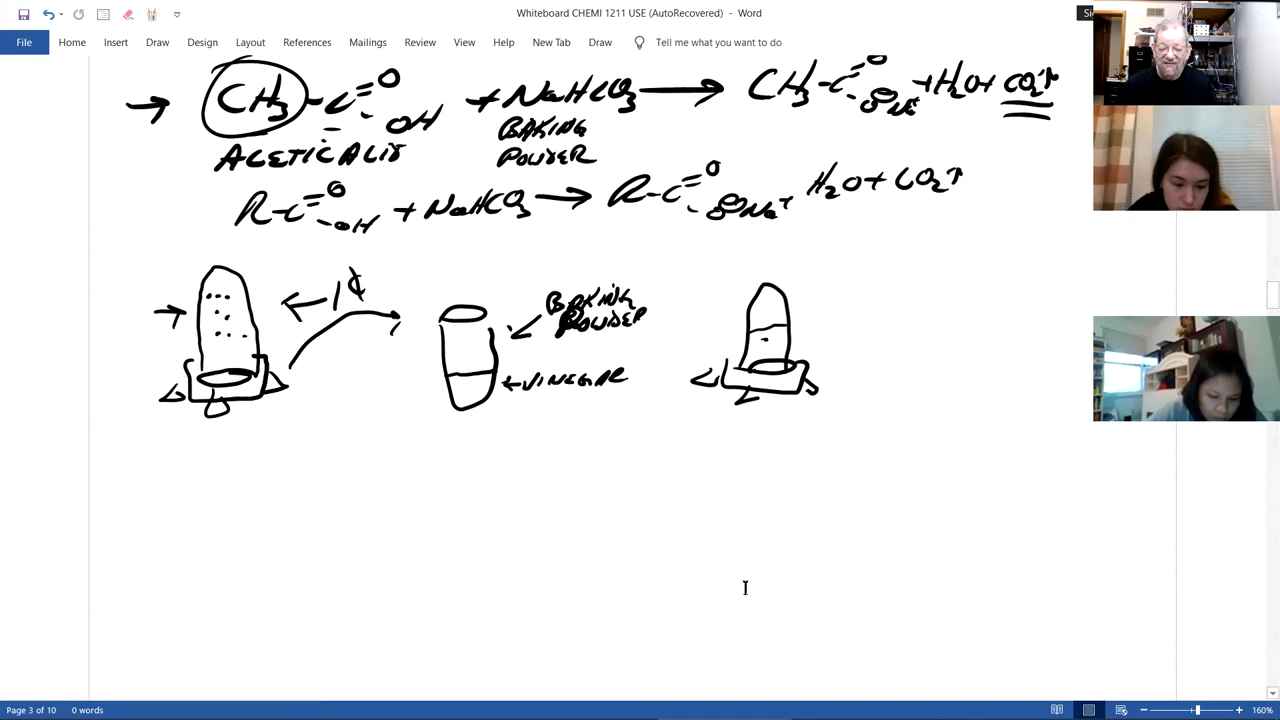 Whiteboard CHEMI 1211 USE (AutoRecovered) - Word
File Home Insert Draw Design Layout References Mailings Review View Help New Tab Draw Tell me what you want to do
→ CH3-C=O -OH + NaHCO3 → CH3-C=O -O⊖Na+ + H2O + CO2↑
ACETIC ACID
BAKING
POWDER
R-C=O -OH + NaHCO3 → R-C=O -O⊖Na+ H2O + CO2↑
← 1¢
BAKING
POWDER
← VINEGAR
Page 3 of 10 0 words 160%